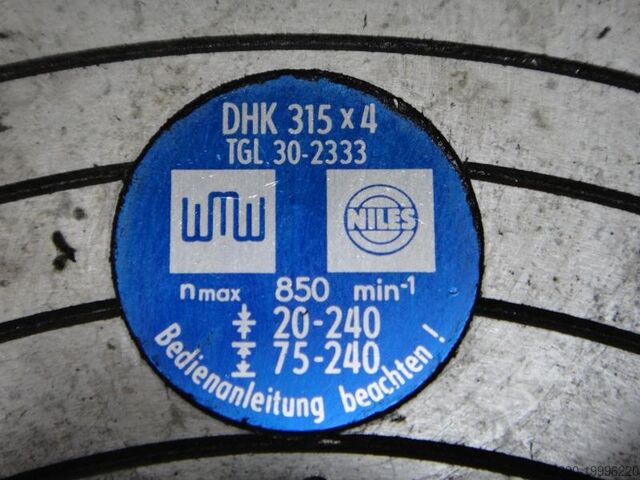 DHK 315 x 4
TGL 30-2333
WMW
NILES
nmax 850 min-1
20-240
75-240
Bedienanleitung beachten!